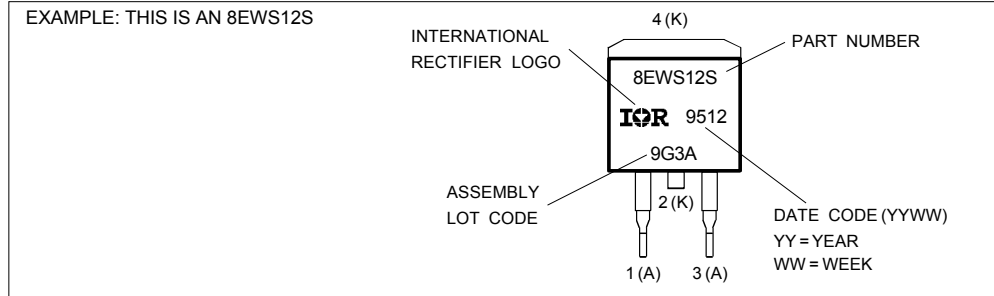 EXAMPLE: THIS IS AN 8EWS12S
4 (K)
INTERNATIONAL
RECTIFIER LOGO
PART NUMBER
8EWS12S
IOR 9512
9G3A
ASSEMBLY
LOT CODE
2 (K)
DATE CODE (YYWW)
YY = YEAR
WW = WEEK
1 (A) 3 (A)